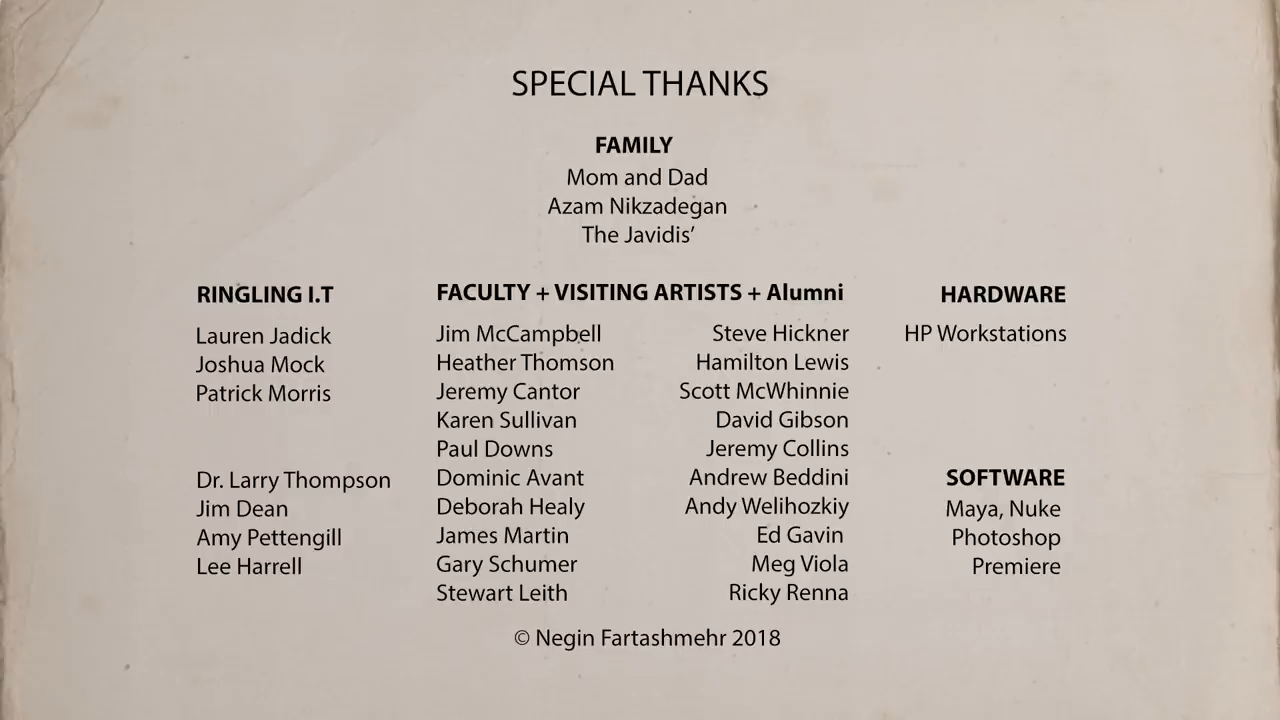 SPECIAL THANKS
FAMILY
Mom and Dad
Azam Nikzadegan
The Javidis’
RINGLING I.T
Lauren Jadick
Joshua Mock
Patrick Morris
Dr. Larry Thompson
Jim Dean
Amy Pettengill
Lee Harrell
FACULTY + VISITING ARTISTS + Alumni
Jim McCampbell
Heather Thomson
Jeremy Cantor
Karen Sullivan
Paul Downs
Dominic Avant
Deborah Healy
James Martin
Gary Schumer
Stewart Leith
Steve Hickner
Hamilton Lewis
Scott McWhinnie
David Gibson
Jeremy Collins
Andrew Beddini
Andy Welihozkiy
Ed Gavin
Meg Viola
Ricky Renna
HARDWARE
HP Workstations
SOFTWARE
Maya, Nuke
Photoshop
Premiere
© Negin Fartashmehr 2018